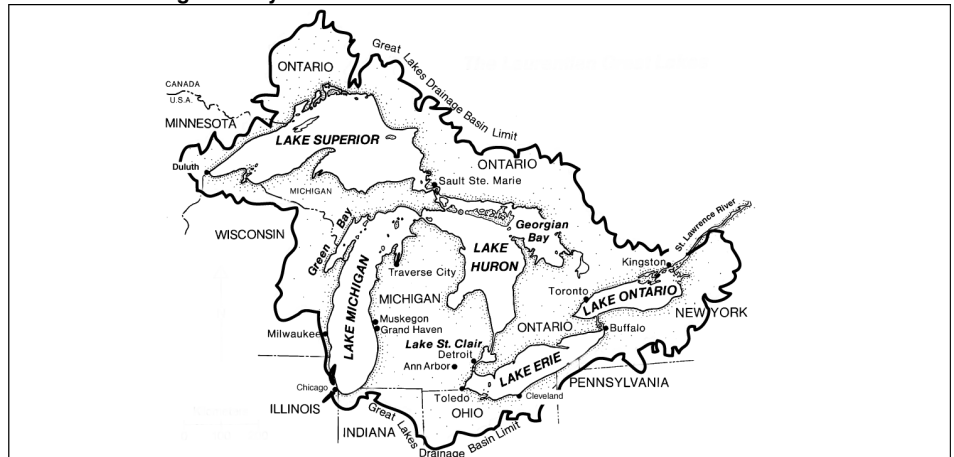 Great Lakes Drainage Basin Limit
ONTARIO
CANADA
U.S.A.
MINNESOTA
LAKE SUPERIOR
ONTARIO
Duluth
Sault Ste. Marie
MICHIGAN
St. Lawrence River
Green Bay
Georgian
Bay
WISCONSIN
LAKE
HURON
Kingston
Traverse City
LAKE MICHIGAN
Toronto
LAKE ONTARIO
MICHIGAN
NEW YORK
Muskegon
Grand Haven
ONTARIO
Buffalo
Milwaukee
Lake St. Clair
Detroit
Ann Arbor
LAKE ERIE
PENNSYLVANIA
Chicago
Toledo
Cleveland
ILLINOIS
OHIO
INDIANA
Great Lakes
Drainage Basin Limit